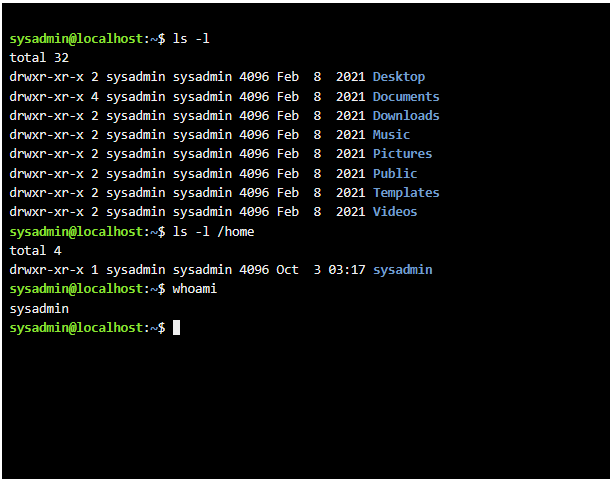 sysadmin@localhost:~$ ls -l
total 32
drwxr-xr-x 2 sysadmin sysadmin 4096 Feb  8  2021 Desktop
drwxr-xr-x 4 sysadmin sysadmin 4096 Feb  8  2021 Documents
drwxr-xr-x 2 sysadmin sysadmin 4096 Feb  8  2021 Downloads
drwxr-xr-x 2 sysadmin sysadmin 4096 Feb  8  2021 Music
drwxr-xr-x 2 sysadmin sysadmin 4096 Feb  8  2021 Pictures
drwxr-xr-x 2 sysadmin sysadmin 4096 Feb  8  2021 Public
drwxr-xr-x 2 sysadmin sysadmin 4096 Feb  8  2021 Templates
drwxr-xr-x 2 sysadmin sysadmin 4096 Feb  8  2021 Videos
sysadmin@localhost:~$ ls -l /home
total 4
drwxr-xr-x 1 sysadmin sysadmin 4096 Oct  3 03:17 sysadmin
sysadmin@localhost:~$ whoami
sysadmin
sysadmin@localhost:~$